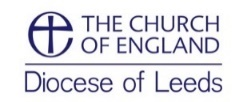 THE CHURCH
OF ENGLAND
Diocese of Leeds